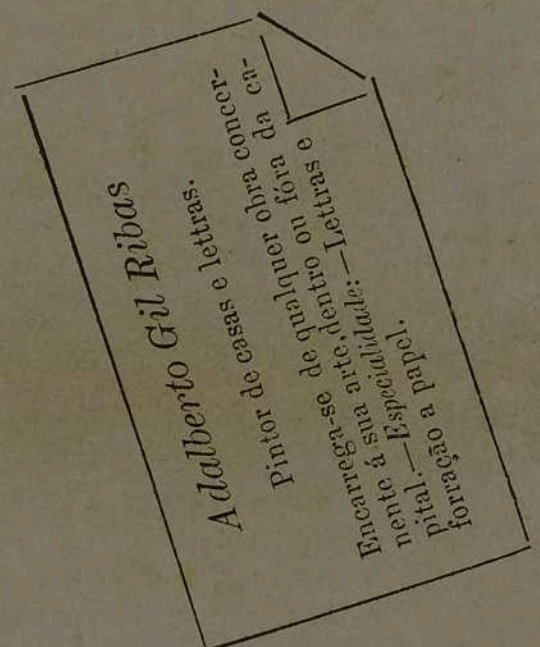 Adalberto Gil Ribas
Pintor de casas e lettras.
Encarrega-se de qualquer obra concer-
nente á sua arte, dentro ou fóra da ca-
pital.—Especialidade:—Lettras e
forração a papel.